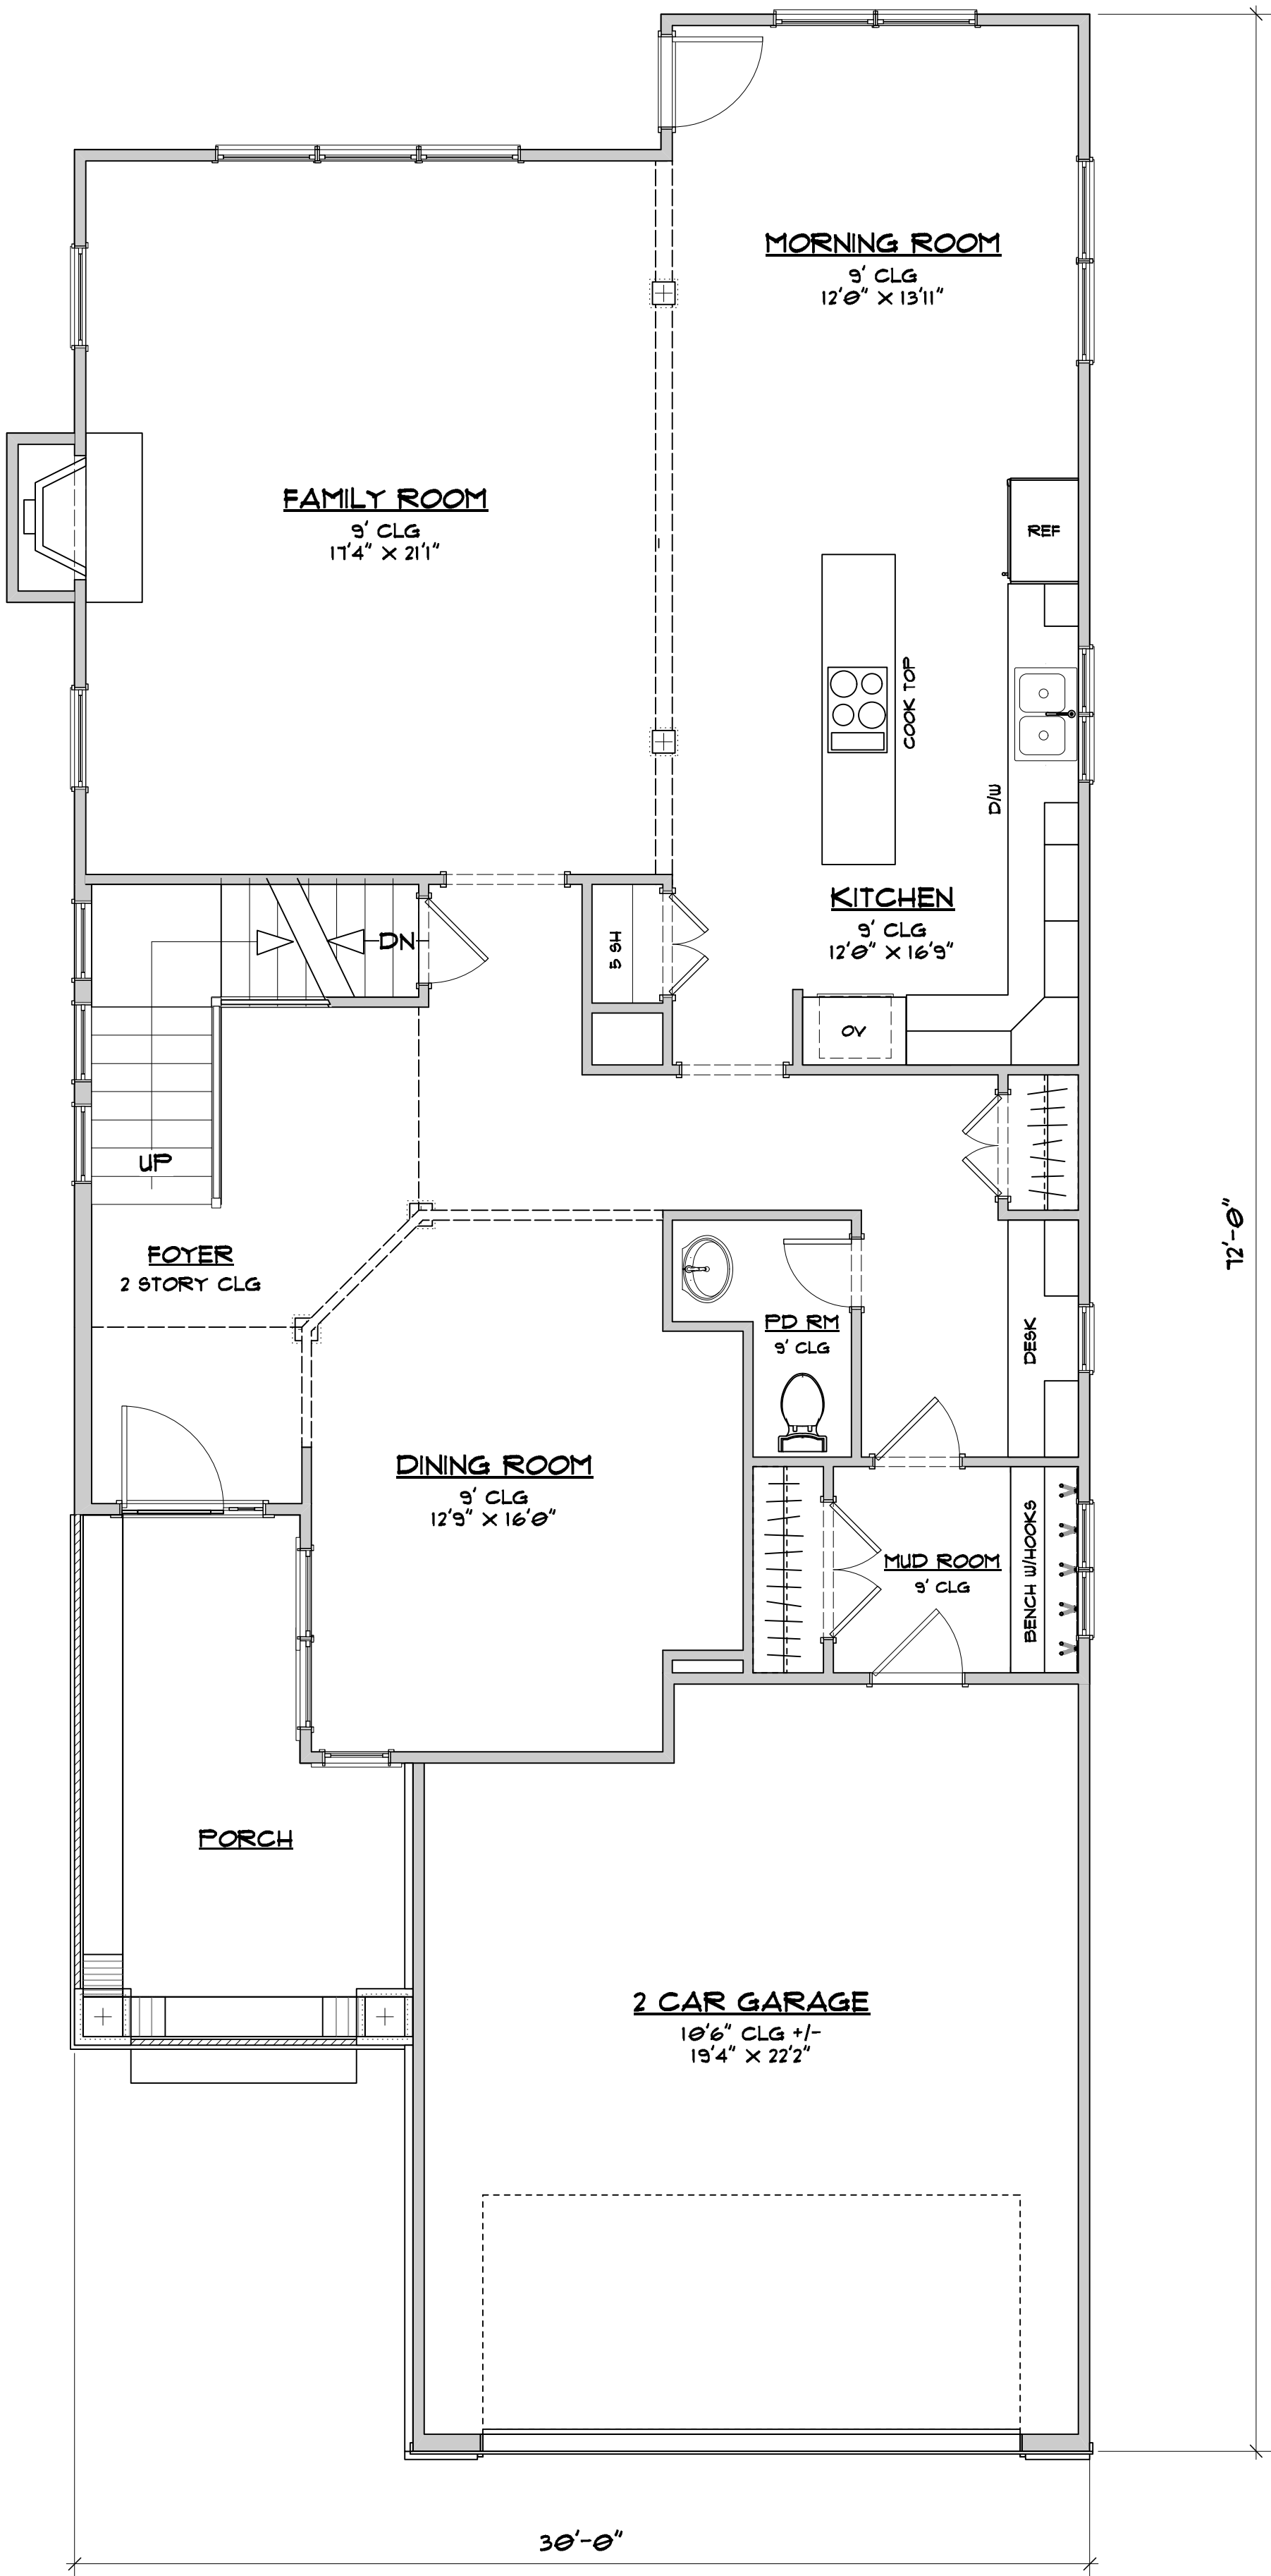 MORNING ROOM
9' CLG
12'0" X 13'11"
FAMILY ROOM
9' CLG
17'4" X 21'1"
REF
COOK TOP
D/W
KITCHEN
9' CLG
12'0" X 16'9"
DN
5 SH
OV
UP
FOYER
2 STORY CLG
72'-0"
PD RM
9' CLG
DESK
DINING ROOM
9' CLG
12'9" X 16'0"
MUD ROOM
9' CLG
BENCH W/HOOKS
PORCH
2 CAR GARAGE
10'6" CLG +/-
19'4" X 22'2"
30'-0"